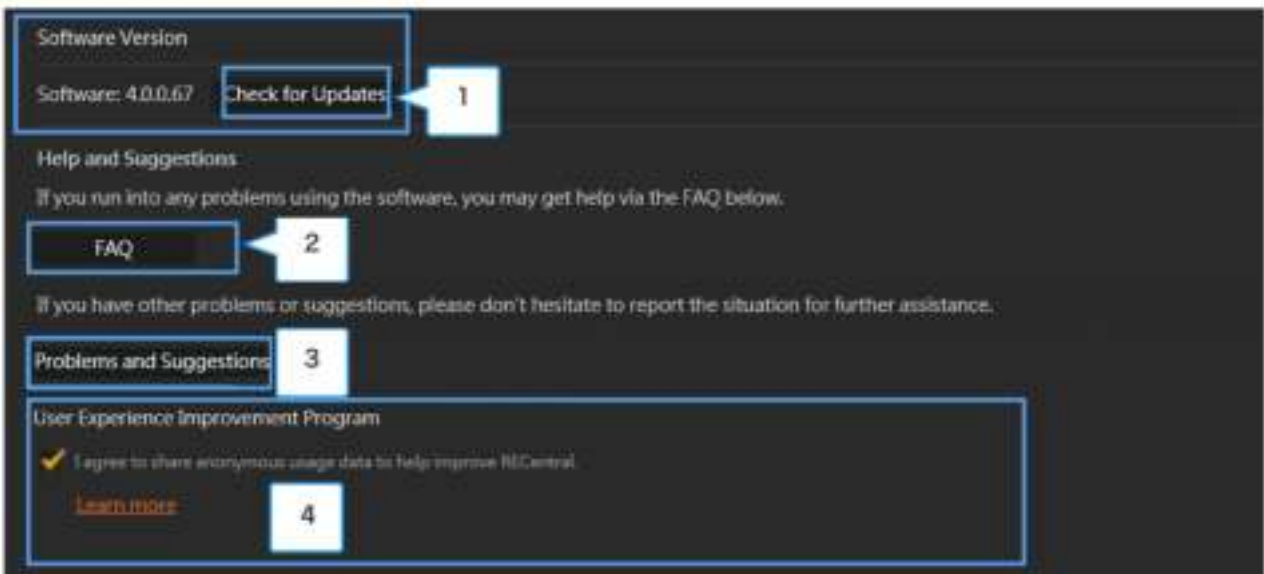 Software Version
Software: 4.0.0.67 Check for Updates 1
Help and Suggestions
If you run into any problems using the software, you may get help via the FAQ below.
FAQ 2
If you have other problems or suggestions, please don't hesitate to report the situation for further assistance.
Problems and Suggestions 3
User Experience Improvement Program
I agree to share anonymous usage data to help improve RECentral.
Learn more
4